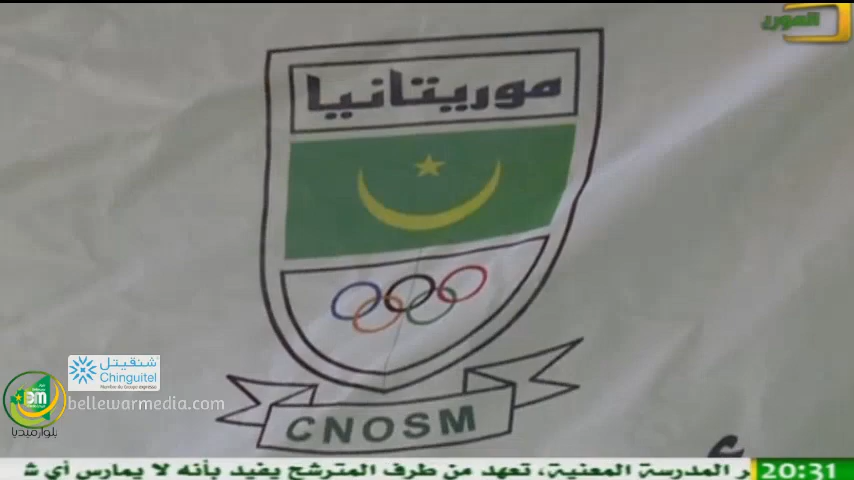 المورن
موريتانيا
CNOSM
شنقيتل
Chinguitel
bellewarmedia.com
بلوارميديا
ر المدرسة المعنية، تعهد من طرف المترشح يفيد بأنه لا يمارس أي ش
20:31